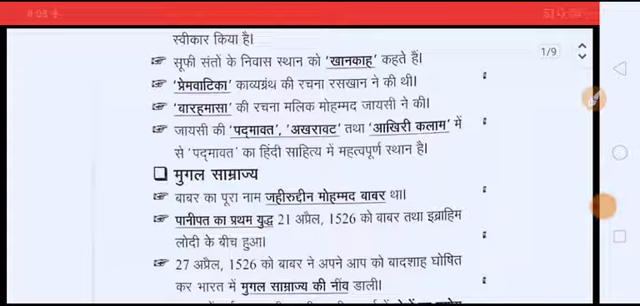 स्वीकार किया है।
☞ सूफी संतों के निवास स्थान को 'खानकाह' कहते हैं।
1/9
☞ 'प्रेमवाटिका' काव्यग्रंथ की रचना रसखान ने की थी।
☞ 'बारहमासा' की रचना मलिक मोहम्मद जायसी ने की।
☞ जायसी की 'पद्मावत', 'अखरावट' तथा 'आखिरी कलाम' में
से 'पद्मावत' का हिंदी साहित्य में महत्वपूर्ण स्थान है।
❑ मुगल साम्राज्य
☞ बाबर का पूरा नाम जहीरुद्दीन मोहम्मद बाबर था।
☞ पानीपत का प्रथम युद्ध 21 अप्रैल, 1526 को बाबर तथा इब्राहिम
लोदी के बीच हुआ।
☞ 27 अप्रैल, 1526 को बाबर ने अपने आप को बादशाह घोषित
कर भारत में मुगल साम्राज्य की नींव डाली।